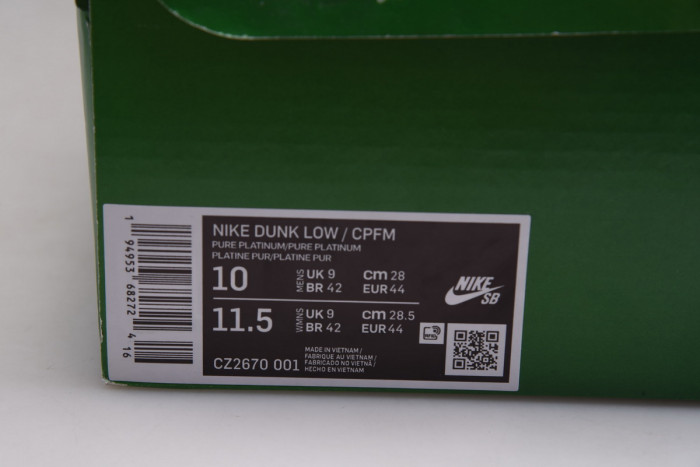 NIKE DUNK LOW / CPFM
PURE PLATINUM/PURE PLATINUM
PLATINE PUR/PLATINE PUR
10 MENS UK 9 cm 28
BR 42 EUR 44
11.5 WMNS UK 9 cm 28.5
BR 42 EUR 44
NIKE
SB
CZ2670 001
MADE IN VIETNAM /
FABRIQUE AU VIETNAM /
FABRICADO NO VIETNÃ /
HECHO EN VIETNAM
1 94953 68272 4 16